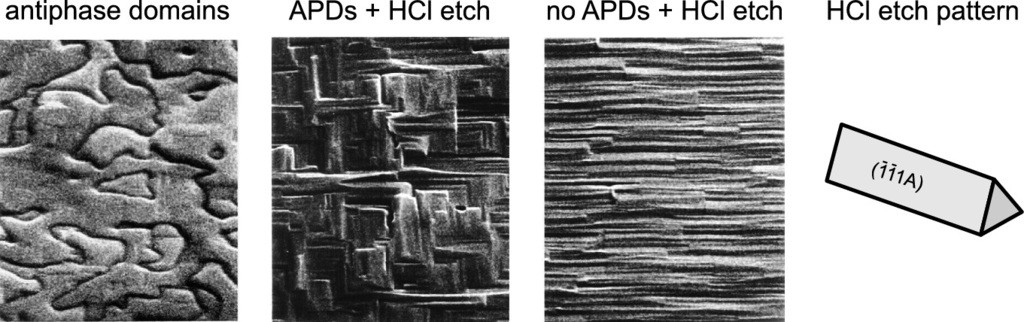 antiphase domains
APDs + HCl etch
no APDs + HCl etch
HCl etch pattern
(1̄1̄1A)